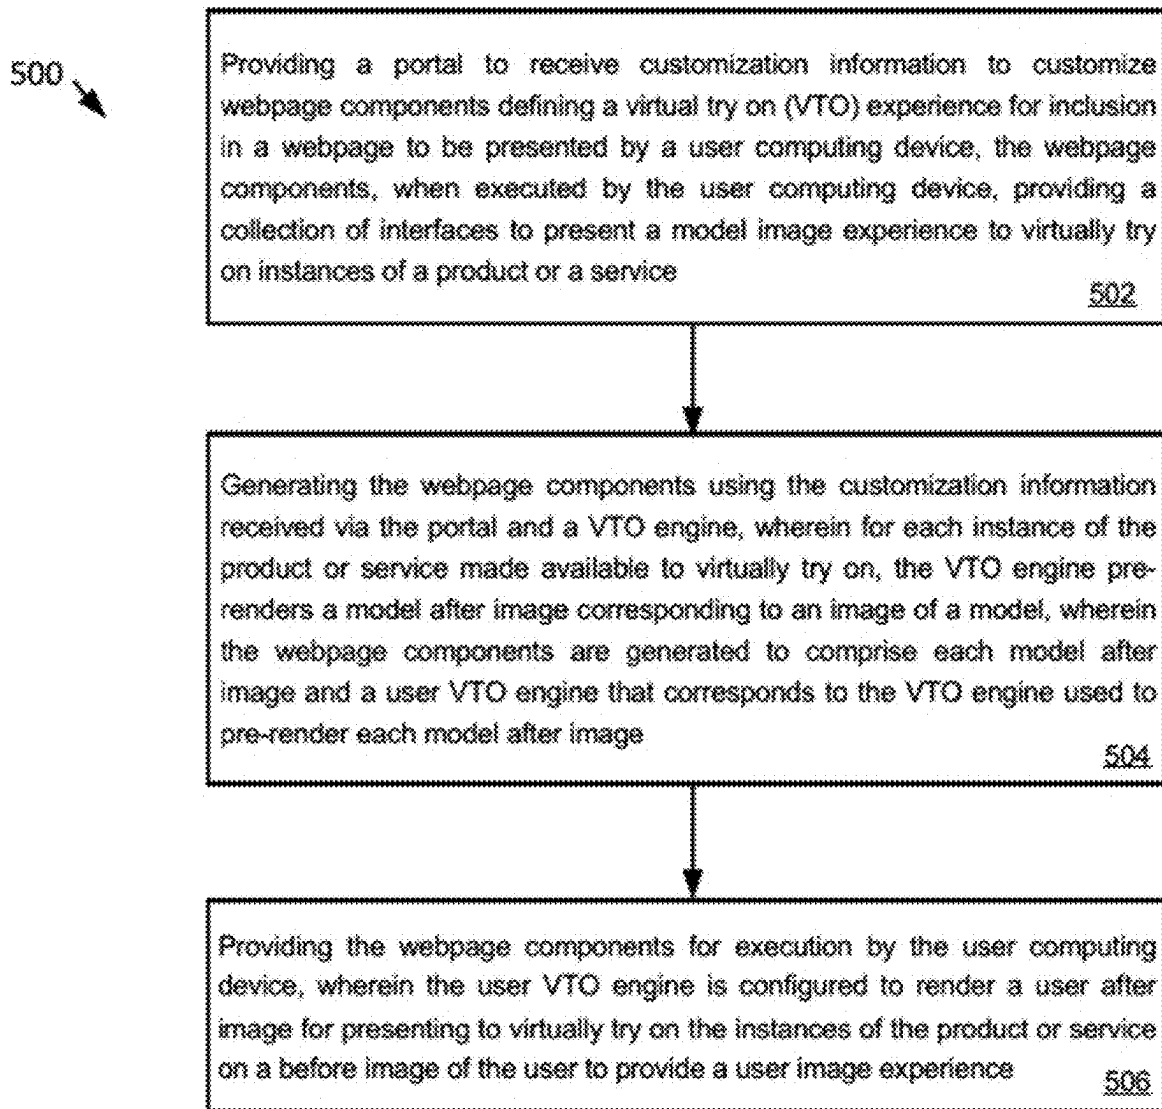 500
Providing a portal to receive customization information to customize
webpage components defining a virtual try on (VTO) experience for inclusion
in a webpage to be presented by a user computing device, the webpage
components, when executed by the user computing device, providing a
collection of interfaces to present a model image experience to virtually try
on instances of a product or a service
502
Generating the webpage components using the customization information
received via the portal and a VTO engine, wherein for each instance of the
product or service made available to virtually try on, the VTO engine pre-
renders a model after image corresponding to an image of a model, wherein
the webpage components are generated to comprise each model after
image and a user VTO engine that corresponds to the VTO engine used to
pre-render each model after image
504
Providing the webpage components for execution by the user computing
device, wherein the user VTO engine is configured to render a user after
image for presenting to virtually try on the instances of the product or service
on a before image of the user to provide a user image experience
506